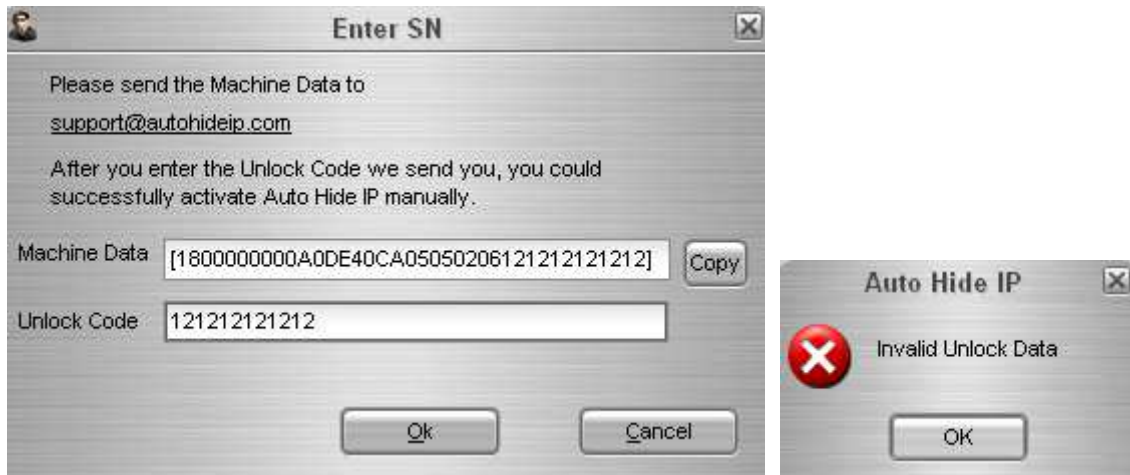 Enter SN
Please send the Machine Data to
support@autohideip.com
After you enter the Unlock Code we send you, you could
successfully activate Auto Hide IP manually.
Machine Data [1800000000A0DE40CA050502061212121212121212]
Copy
Unlock Code 121212121212
Ok Cancel
Auto Hide IP
Invalid Unlock Data
OK